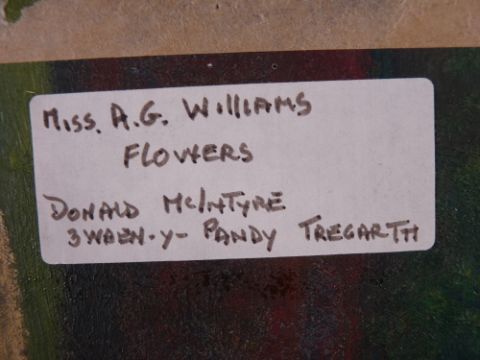 Miss. A.G. Williams
Flowers
Donald McIntyre
3 Waen-y- Pandy Tregarth